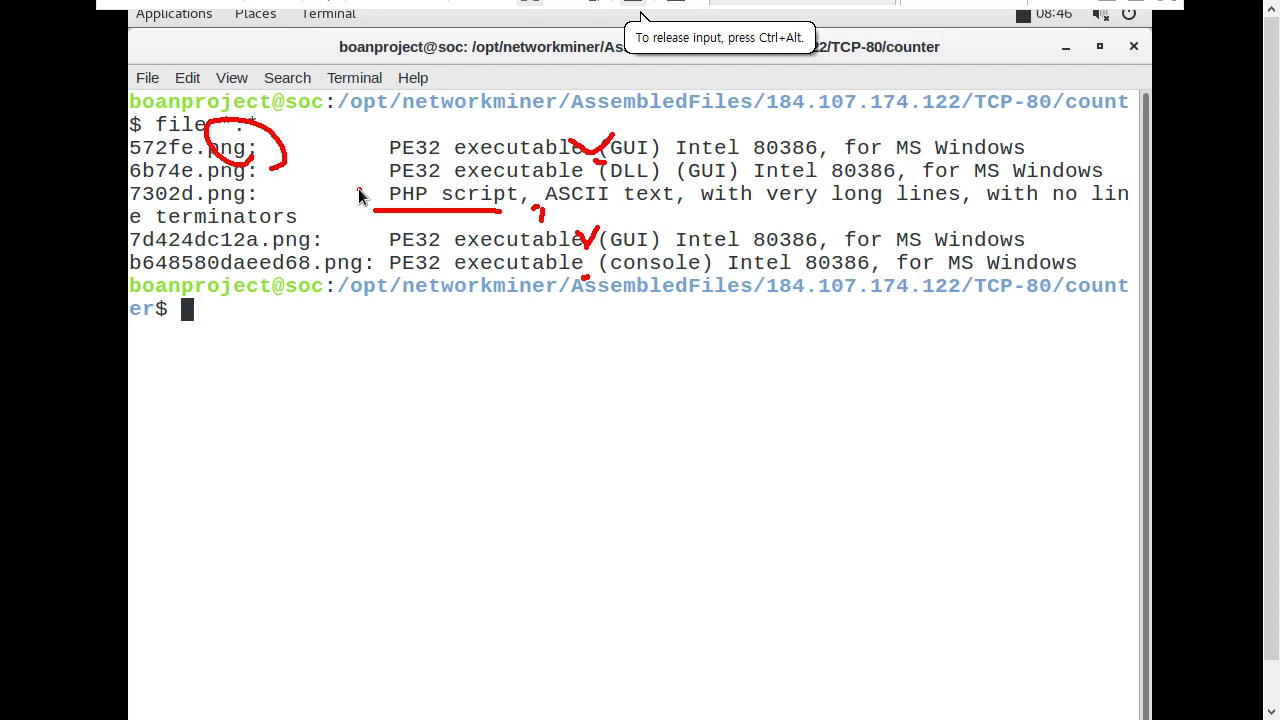 Applications Places Terminal 08:46
To release input, press Ctrl+Alt.
boanproject@soc: /opt/networkminer/As 22/TCP-80/counter
File Edit View Search Terminal Help
boanproject@soc:/opt/networkminer/AssembledFiles/184.107.174.122/TCP-80/count
$ file *.*
572fe.png: PE32 executable (GUI) Intel 80386, for MS Windows
6b74e.png: PE32 executable (DLL) (GUI) Intel 80386, for MS Windows
7302d.png: PHP script, ASCII text, with very long lines, with no lin
e terminators
7d424dc12a.png: PE32 executable (GUI) Intel 80386, for MS Windows
b648580daeed68.png: PE32 executable (console) Intel 80386, for MS Windows
boanproject@soc:/opt/networkminer/AssembledFiles/184.107.174.122/TCP-80/count
er$